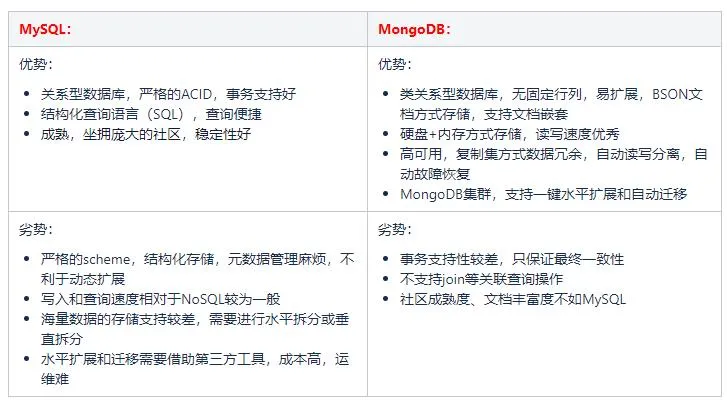 MySQL：
MongoDB：
优势：
关系型数据库，严格的ACID，事务支持好
结构化查询语言（SQL），查询便捷
成熟，坐拥庞大的社区，稳定性好
优势：
类关系型数据库，无固定行列，易扩展，BSON文
档方式存储，支持文档嵌套
硬盘+内存方式存储，读写速度优秀
高可用，复制集方式数据冗余，自动读写分离，自
动故障恢复
MongoDB集群，支持一键水平扩展和自动迁移
劣势：
严格的scheme，结构化存储，元数据管理麻烦，不
利于动态扩展
写入和查询速度相对于NoSQL较为一般
海量数据的存储支持较差，需要进行水平拆分或垂
直拆分
水平扩展和迁移需要借助第三方工具，成本高，运
维难
劣势：
事务支持性较差，只保证最终一致性
不支持join等关联查询操作
社区成熟度、文档丰富度不如MySQL